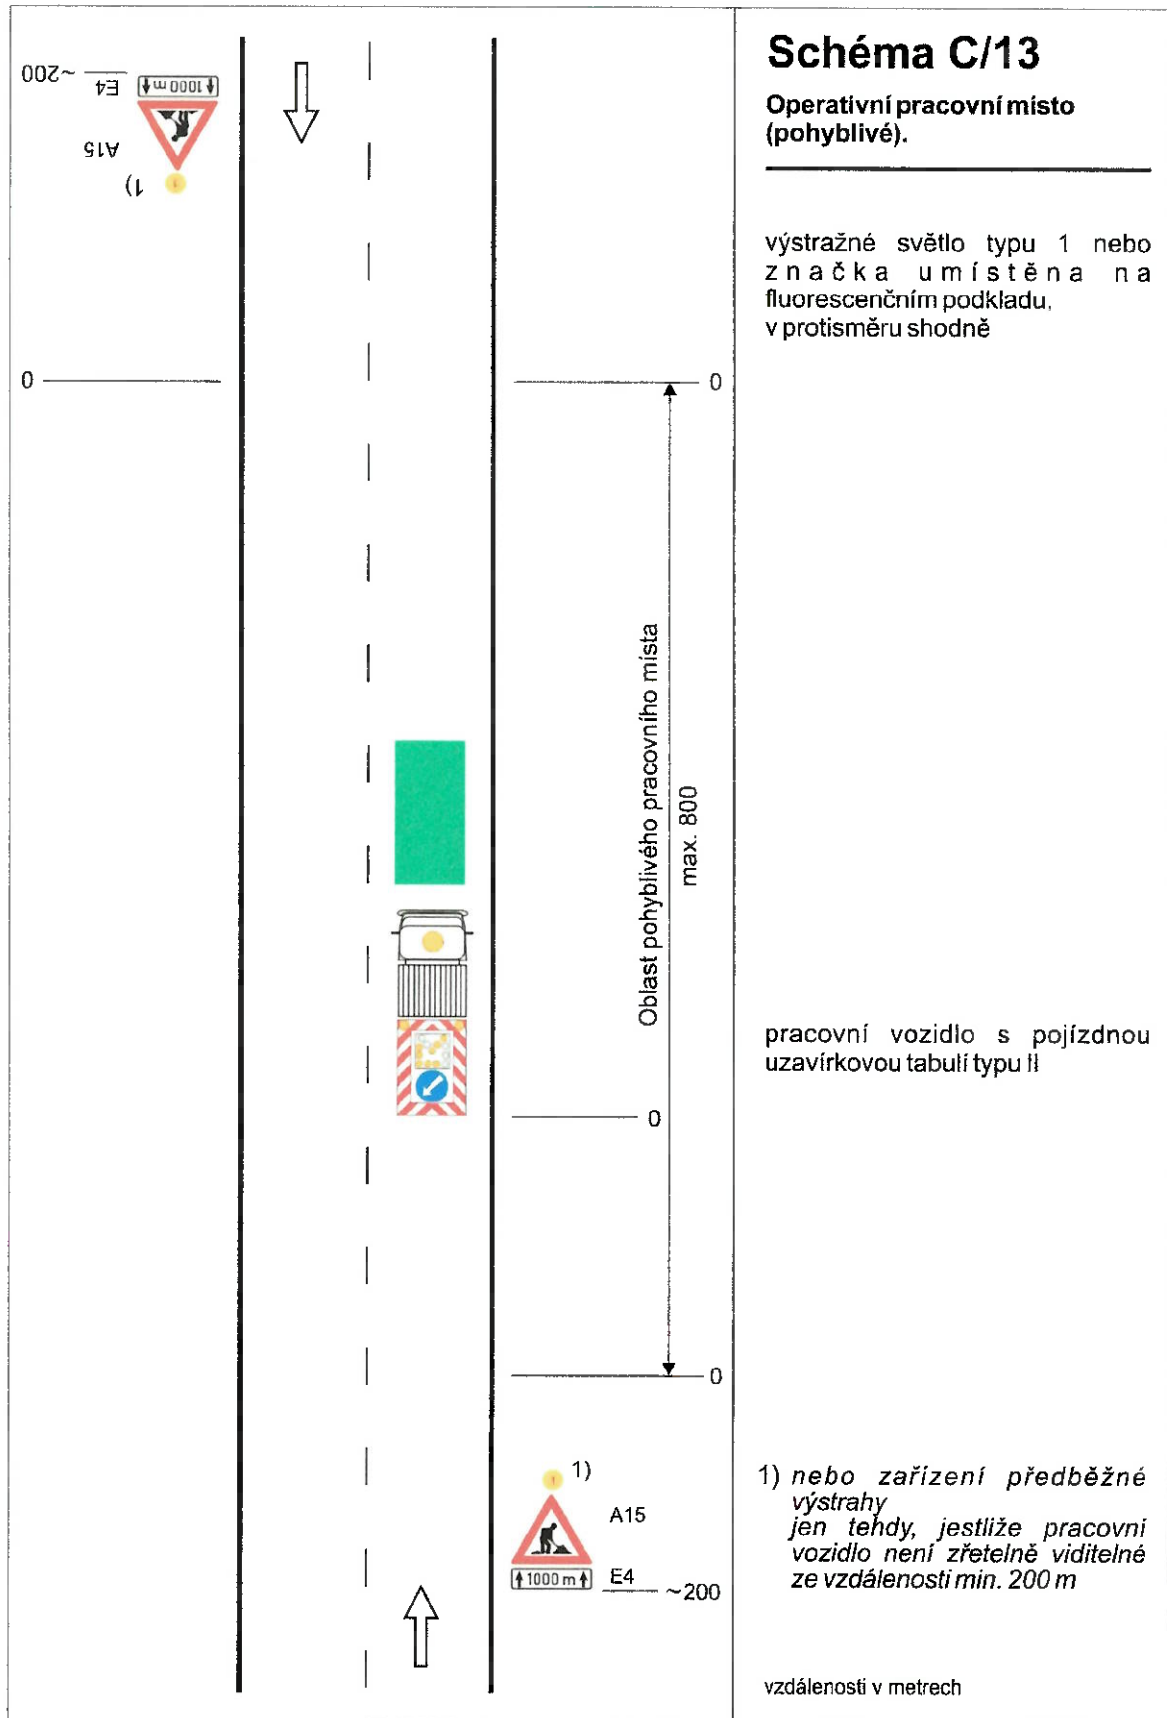 Schéma C/13
Operativní pracovní místo
(pohyblivé).
výstražné světlo typu 1 nebo
značka umístěna na
fluorescenčním podkladu,
v protisměru shodně
~200
E4
1000 m
A15
1)
1
0
0
Oblast pohyblivého pracovního místa
max. 800
pracovní vozidlo s pojízdnou
uzavírkovou tabulí typu II
0
0
1
1)
A15
1000 m
E4
~200
1) nebo zařízení předběžné
výstrahy
jen tehdy, jestliže pracovní
vozidlo není zřetelně viditelné
ze vzdálenosti min. 200 m
vzdálenosti v metrech